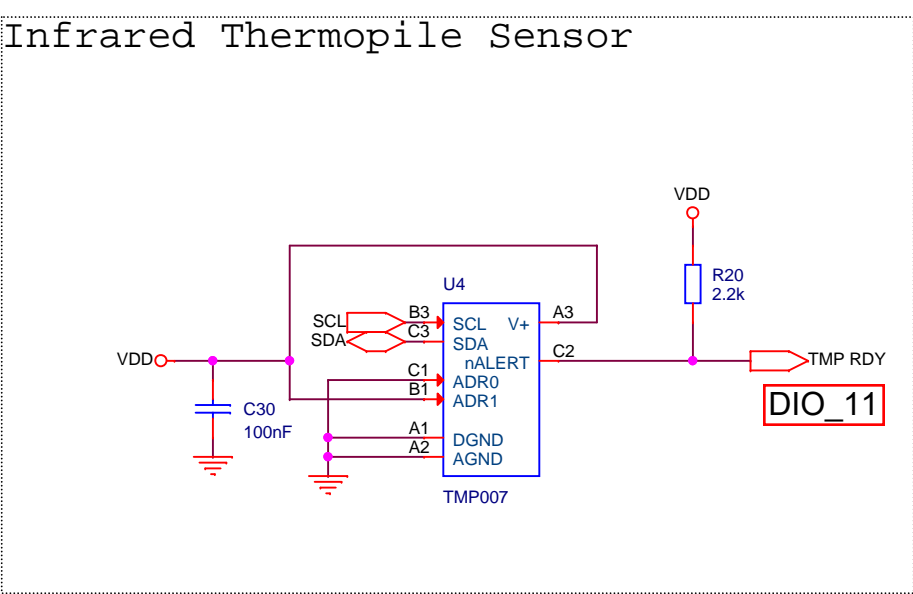 Infrared Thermopile Sensor
VDD
R20
2.2k
U4
SCL
SDA
B3
C3
SCL
SDA
V+
A3
nALERT
C2
TMP RDY
DIO_11
VDD
C1
B1
ADR0
ADR1
C30
100nF
A1
A2
DGND
AGND
TMP007